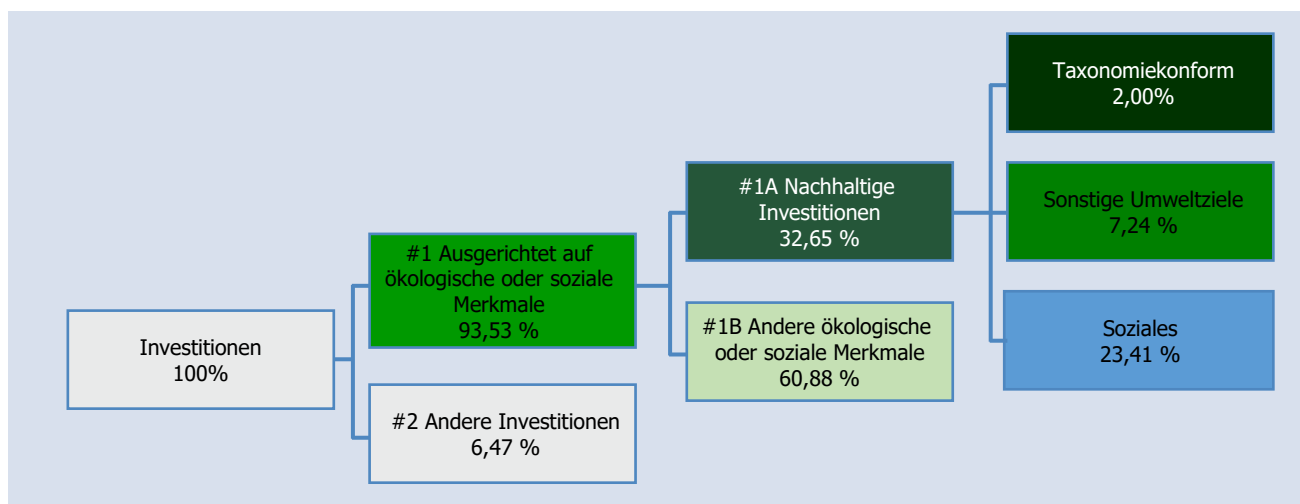 Investitionen
100%
#1 Ausgerichtet auf
ökologische oder soziale
Merkmale
93,53 %
#2 Andere Investitionen
6,47 %
#1A Nachhaltige
Investitionen
32,65 %
#1B Andere ökologische
oder soziale Merkmale
60,88 %
Taxonomiekonform
2,00%
Sonstige Umweltziele
7,24 %
Soziales
23,41 %